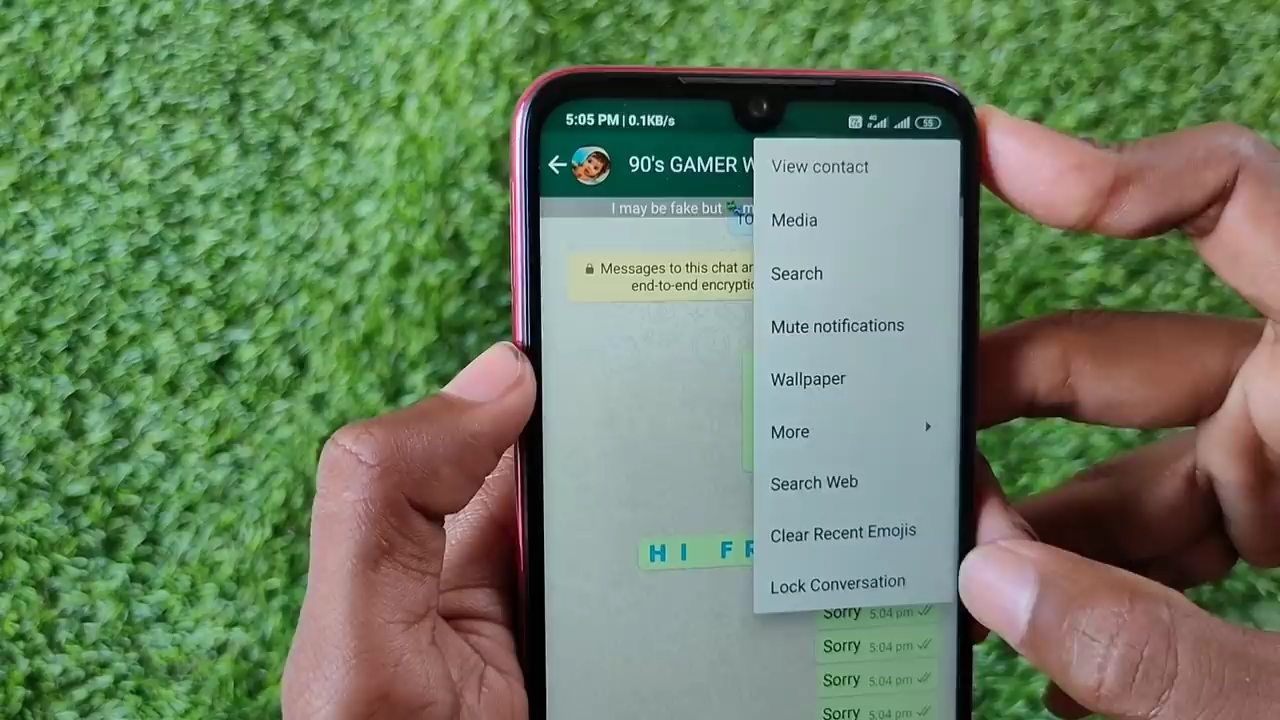 5:05 PM | 0.1KB/s
4G
55
90's GAMER
I may be fake but
View contact
Media
Messages to this chat
end-to-end
Search
Mute notifications
Wallpaper
More
Search Web
Clear Recent Emojis
HI FR
Lock Conversation
Sorry 5:04 pm
Sorry 5:04 pm
Sorry 5:04 pm
Sorry 5:04 pm